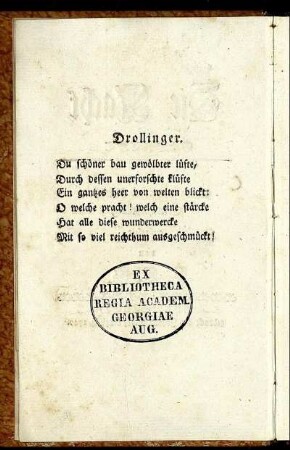 Drollinger.
Du schöner bau gewölbter lüfte,
Durch dessen unerforschte klüfte
Ein gantzes heer von welten blickt:
O welche pracht! welch eine stärcke
Hat alle diese wunderwercke
Mit so viel reichthum ausgeschmückt!
EX
BIBLIOTHECA
REGIA ACADEM.
GEORGIAE
AUG.